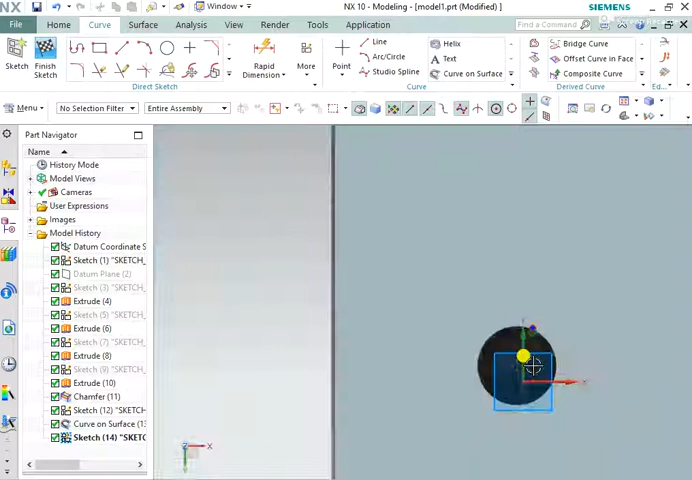 NX
Window
NX 10 - Modeling - [model1.prt (Modified) ]
SIEMENS
File
Home
Curve
Surface
Analysis
View
Render
Tools
Application
Find a Command
Sketch
Finish
Sketch
Rapid
Dimension
More
Direct Sketch
Point
Line
Arc/Circle
Studio Spline
Helix
Text
Curve on Surface
Curve
Bridge Curve
Offset Curve in Face
Composite Curve
Derived Curve
Ed...
Menu
No Selection Filter
Entire Assembly
Part Navigator
Name
History Mode
Model Views
Cameras
User Expressions
Images
Model History
Datum Coordinate S
Sketch (1) "SKETCH_
Datum Plane (2)
Sketch (3) "SKETCH_
Extrude (4)
Sketch (5) "SKETCH_
Extrude (6)
Sketch (7) "SKETCH_
Extrude (8)
Sketch (9) "SKETCH_
Extrude (10)
Chamfer (11)
Sketch (12) "SKETC
Curve on Surface (13
Sketch (14) "SKETC
X